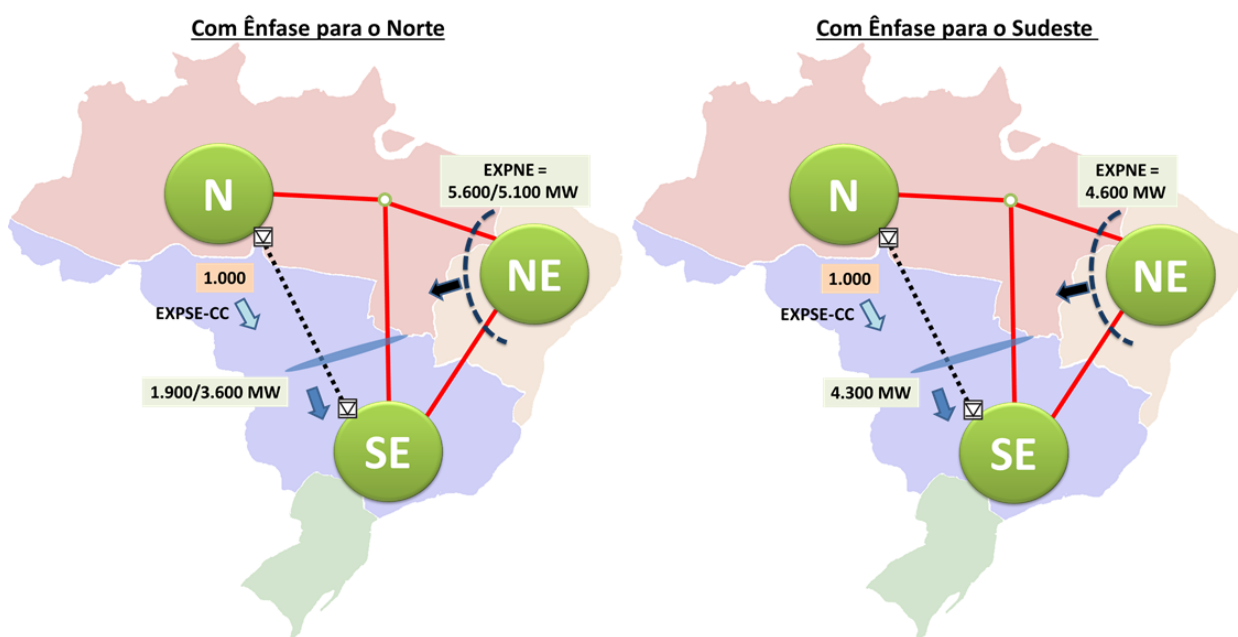 Com Ênfase para o Norte
N
EXPNE =
5.600/5.100 MW
NE
1.000
EXPSE-CC
1.900/3.600 MW
SE
Com Ênfase para o Sudeste
N
EXPNE =
4.600 MW
NE
1.000
EXPSE-CC
4.300 MW
SE